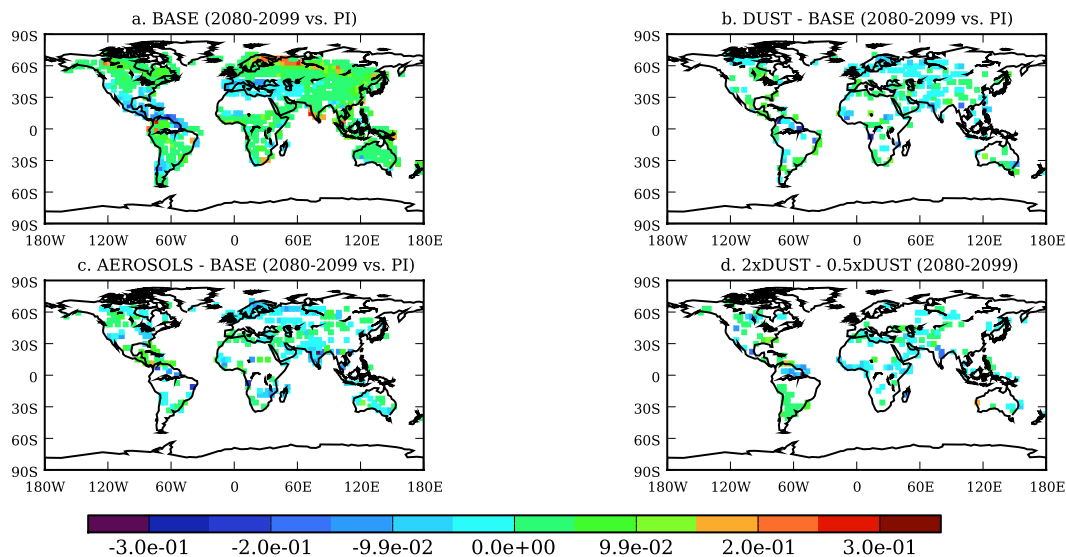 a. BASE (2080-2099 vs. PI)
90S
60S
30S
0
30S
60S
90S
180W 120W 60W 0 60E 120E 180E
b. DUST - BASE (2080-2099 vs. PI)
90S
60S
30S
0
30S
60S
90S
180W 120W 60W 0 60E 120E 180E
c. AEROSOLS - BASE (2080-2099 vs. PI)
90S
60S
30S
0
30S
60S
90S
180W 120W 60W 0 60E 120E 180E
d. 2xDUST - 0.5xDUST (2080-2099)
90S
60S
30S
0
30S
60S
90S
180W 120W 60W 0 60E 120E 180E
-3.0e-01 -2.0e-01 -9.9e-02 0.0e+00 9.9e-02 2.0e-01 3.0e-01